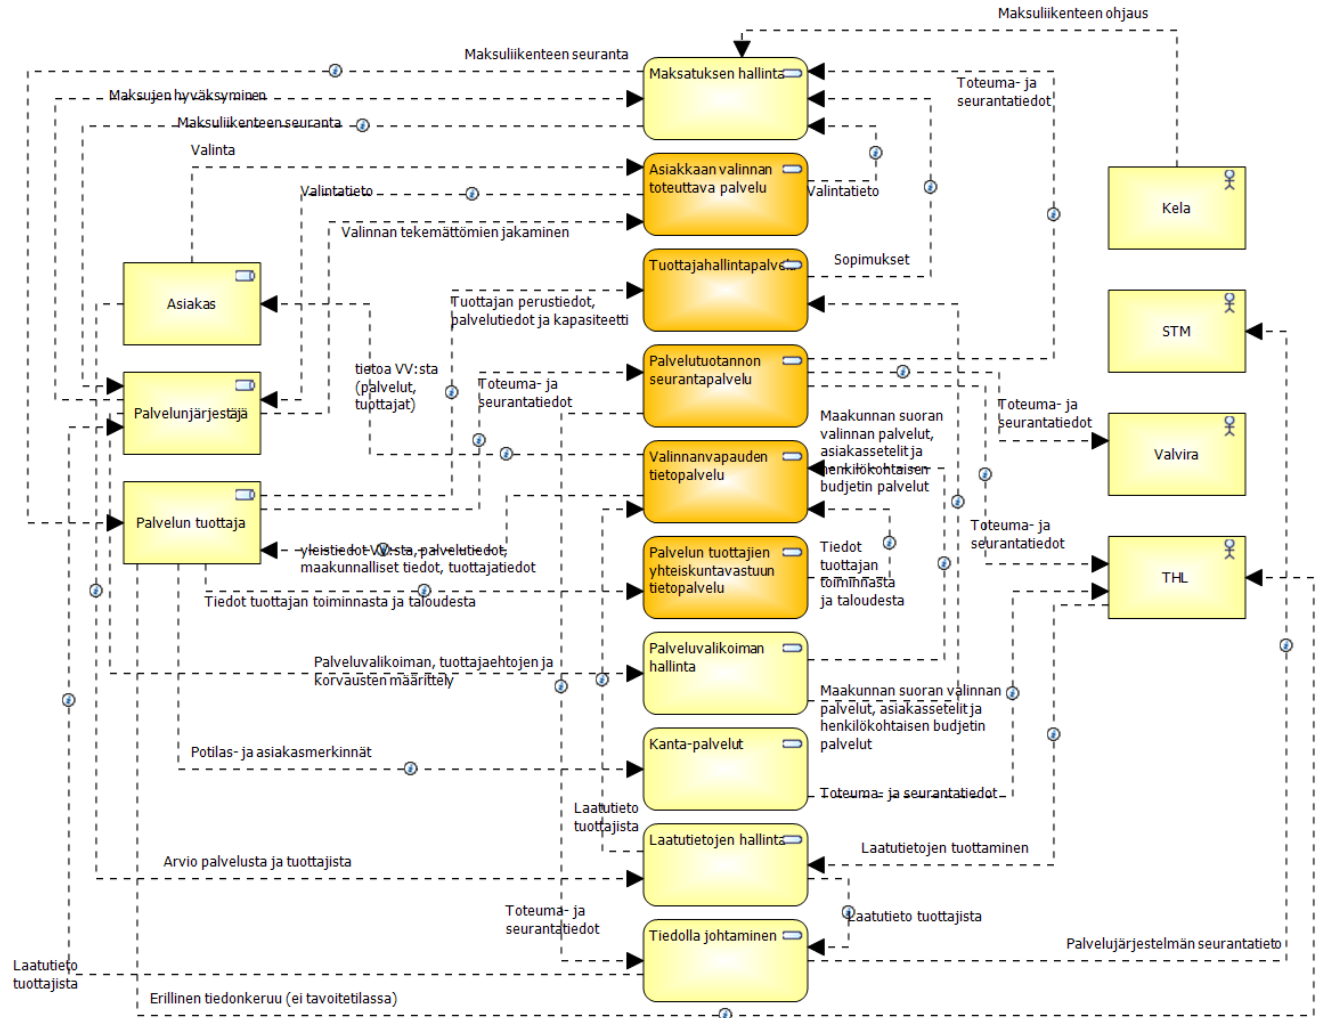 Maksuliikenteen ohjaus
Maksuliikenteen seuranta
Maksatuksen hallinta
Toteuma- ja
seurantatiedot
Maksujen hyväksyminen
Maksuliikenteen seuranta
Valinta
Asiakkaan valinnan
toteuttava palvelu
Valintatieto
Valintatieto
Kela
Valinnan tekemättömien jakaminen
Tuottajahallintapalvelu
Sopimukset
Asiakas
Tuottajan perustiedot,
palvelutiedot ja kapasiteetti
STM
tietoa VV:sta
(palvelut,
tuottajat)
Toteuma- ja
seurantatiedot
Palvelutuotannon
seurantapalvelu
Palvelunjärjestäjä
Maakunnan suoran
valinnan palvelut,
asiakassetelit ja
henkilökohtaisen
budjetin palvelut
Toteuma- ja
seurantatiedot
Valvira
Valinnanvapauden
tietopalvelu
Palvelun tuottaja
Toteuma- ja
seurantatiedot
yleistiedot VV:sta, palvelutiedot,
maakunnalliset tiedot, tuottajatiedot
Palvelun tuottajien
yhteiskuntavastuun
tietopalvelu
Tiedot
tuottajan
toiminnasta
ja taloudesta
THL
Tiedot tuottajan toiminnasta ja taloudesta
Palveluvalikoiman, tuottajaehtojen ja
korvausten määrittely
Palveluvalikoiman
hallinta
Maakunnan suoran valinnan
palvelut, asiakassetelit ja
henkilökohtaisen budjetin
palvelut
Potilas- ja asiakasmerkinnät
Kanta-palvelut
Toteuma- ja seurantatiedot
Laatutieto
tuottajista
Laatutietojen hallinta
Laatutietojen tuottaminen
Arvio palvelusta ja tuottajista
Toteuma- ja
seurantatiedot
Laatutieto tuottajista
Tiedolla johtaminen
Palvelujärjestelmän seurantatieto
Laatutieto
tuottajista
Erillinen tiedonkeruu (ei tavoitetilassa)